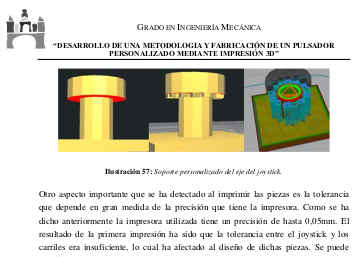 GRADO EN INGENIERÍA MECÁNICA
“DESARROLLO DE UNA METODOLOGIA Y FABRICACIÓN DE UN PULSADOR
PERSONALIZADO MEDIANTE IMPRESIÓN 3D”
Ilustración 57: Soporte personalizado del eje del joystick.
Otro aspecto importante que se ha detectado al imprimir las piezas es la tolerancia
que depende en gran medida de la precisión que tiene la impresora. Como se ha
dicho anteriormente la impresora utilizada tiene un precisión de hasta 0,05mm. El
resultado de la primera impresión ha sido que la tolerancia entre el joystick y los
carriles era insuficiente, lo cual ha afectado al diseño de dichas piezas. Se puede